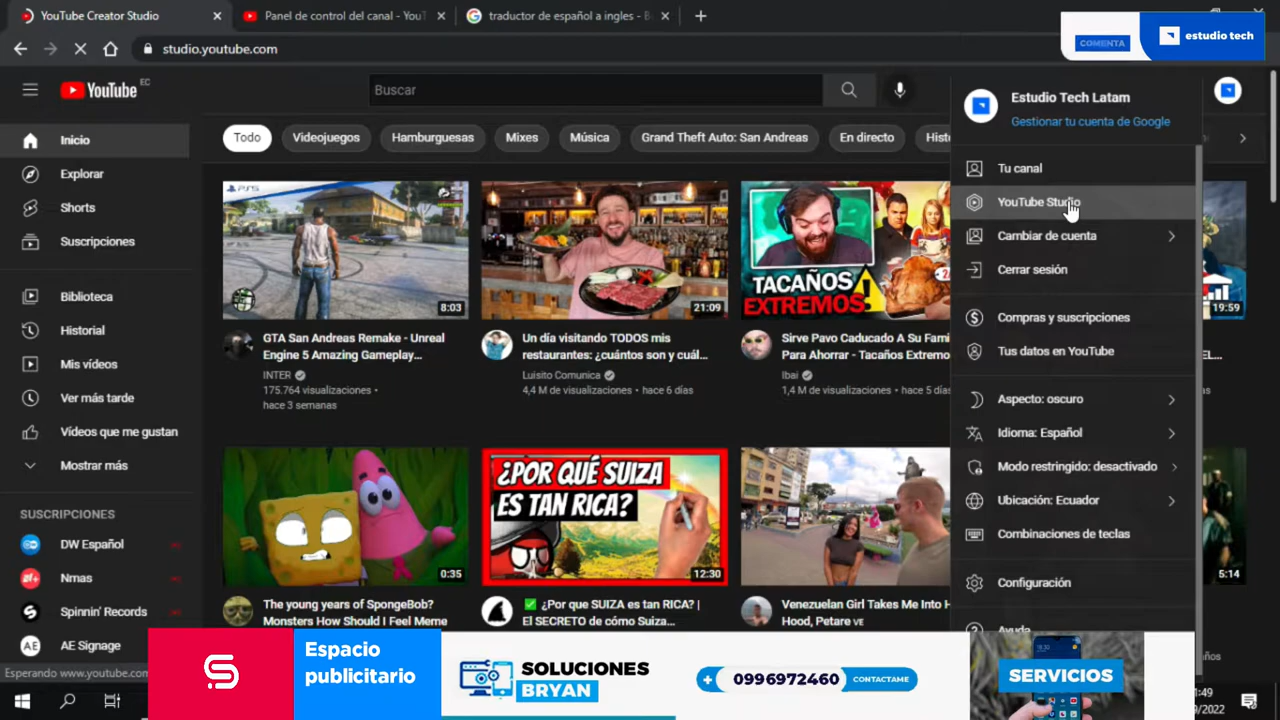 YouTube Creator Studio
Panel de control del canal - YouT
traductor de español a ingles - B
studio.youtube.com
COMENTA
estudio tech
YouTube
EC
Buscar
Todo
Videojuegos
Hamburguesas
Mixes
Música
Grand Theft Auto: San Andreas
En directo
Inicio
Explorar
Shorts
Suscripciones
Biblioteca
Historial
Mis vídeos
Ver más tarde
Vídeos que me gustan
Mostrar más
SUSCRIPCIONES
DW Español
Nmas
Spinnin' Records
AE Signage
PS5
8:03
GTA San Andreas Remake - Unreal
Engine 5 Amazing Gameplay...
INTER
175.764 visualizaciones •
hace 3 semanas
21:09
Un día visitando TODOS mis
restaurantes: ¿cuántos son y cuál...
Luisito Comunica
4,4 M de visualizaciones • hace 6 días
TACAÑOS
EXTREMOS
Sirve Pavo Caducado A Su Fami
Para Ahorrar - Tacaños Extremo
Ibai
1,4 M de visualizaciones • hace 5 días
19:59
0:35
The young years of SpongeBob?
Monsters How Should I Feel Meme
¿POR QUÉ SUIZA
ES TAN RICA?
12:30
¿Por que SUIZA es tan RICA? |
El SECRETO de cómo Suiza...
Venezuelan Girl Takes Me Into H
Hood, Petare VE
5:14
Estudio Tech Latam
Gestionar tu cuenta de Google
Tu canal
YouTube Studio
Cambiar de cuenta
Cerrar sesión
Compras y suscripciones
Tus datos en YouTube
Aspecto: oscuro
Idioma: Español
Modo restringido: desactivado
Ubicación: Ecuador
Combinaciones de teclas
Configuración
Ayuda
Esperando www.youtube.com
Espacio
publicitario
SOLUCIONES
BRYAN
0996972460
CONTACTAME
SERVICIOS
1:49
9/2022